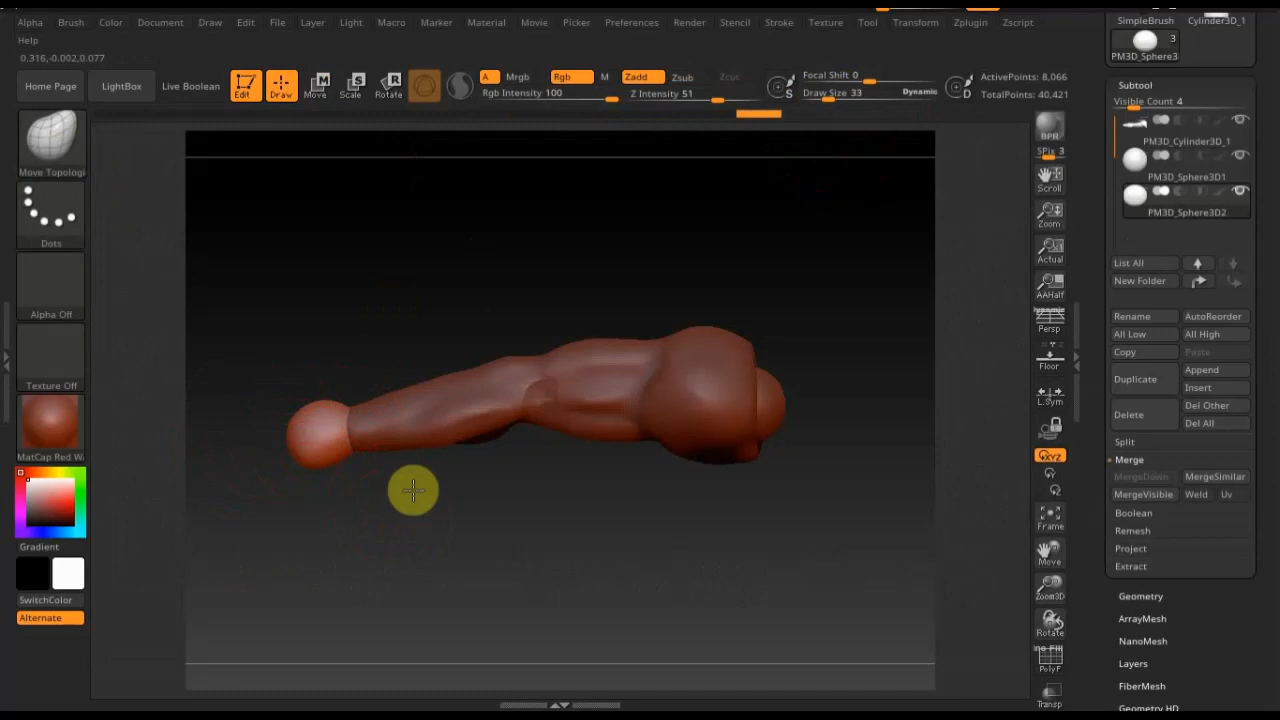 Alpha Brush Color Document Draw Edit File Layer Light Macro Marker Material Movie Picker Preferences Render Stencil Stroke Texture Tool Transform Zplugin Zscript
Help
0.316,-0.002,0.077
Home Page LightBox Live Boolean Edit Draw Move Scale Rotate
A Mrgb Rgb M Zadd Zsub Zcut
Rgb Intensity 100 Z Intensity 51
Focal Shift 0
Draw Size 33 Dynamic
ActivePoints: 8,066
TotalPoints: 40,421
Move Topologi
Dots
Alpha Off
Texture Off
MatCap Red Wa
Gradient
SwitchColor
Alternate
BPR
SPix 3
Scroll
Zoom
Actual
AAHalf
Dynamic
Persp
Floor
L.Sym
XYZ
Y
Z
Frame
Move
Zoom3D
Rotate
Line Fill
PolyF
Transp
SimpleBrush Cylinder3D_1
3
PM3D_Sphere3
Subtool
Visible Count 4
PM3D_Cylinder3D_1
PM3D_Sphere3D1
PM3D_Sphere3D2
List All
New Folder
Rename AutoReorder
All Low All High
Copy Paste
Duplicate Append
Insert
Delete Del Other
Del All
Split
Merge
MergeDown MergeSimilar
MergeVisible Weld Uv
Boolean
Remesh
Project
Extract
Geometry
ArrayMesh
NanoMesh
Layers
FiberMesh
Geometry HD